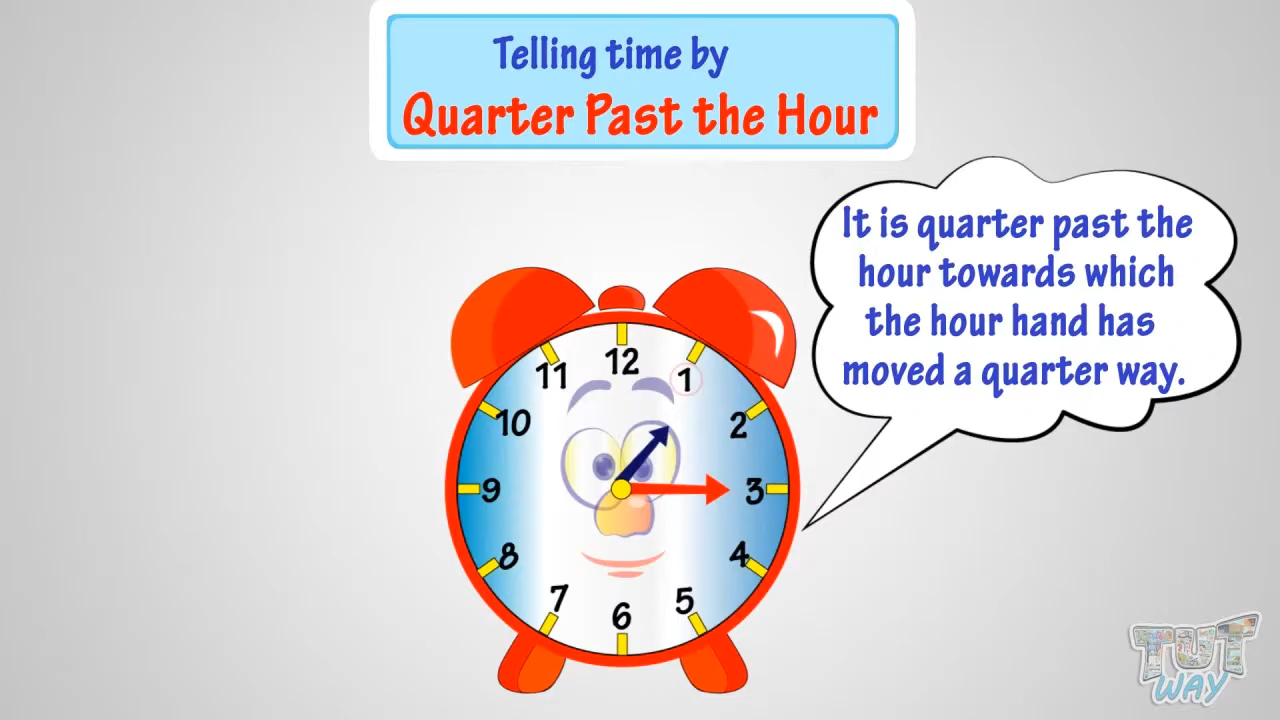 Telling time by
Quarter Past the Hour
It is quarter past the
hour towards which
the hour hand has
moved a quarter way.
12
11
1
10
2
9
3
8
4
7
5
6
TUT
WAY